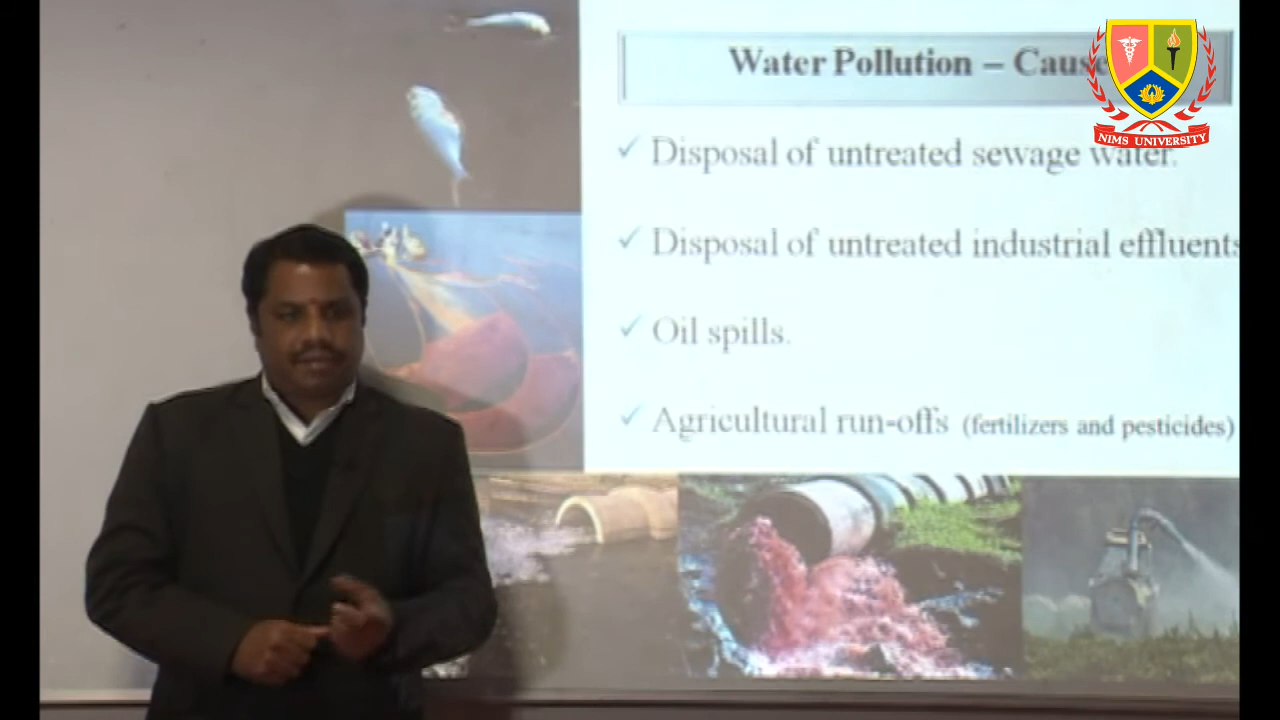 Water Pollution – Cause
NIMS UNIVERSITY
✓ Disposal of untreated sewage water.
✓ Disposal of untreated industrial effluents
✓ Oil spills.
✓ Agricultural run-offs (fertilizers and pesticides)